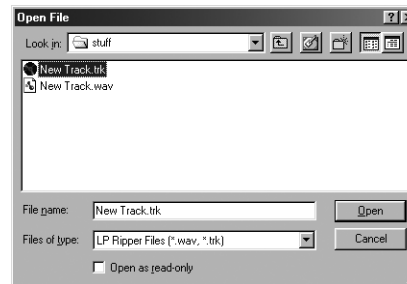 Open File
Look in: stuff
New Track.trk
New Track.wav
File name: New Track.trk Open
Files of type: LP Ripper Files (*.wav, *.trk) Cancel
Open as read-only